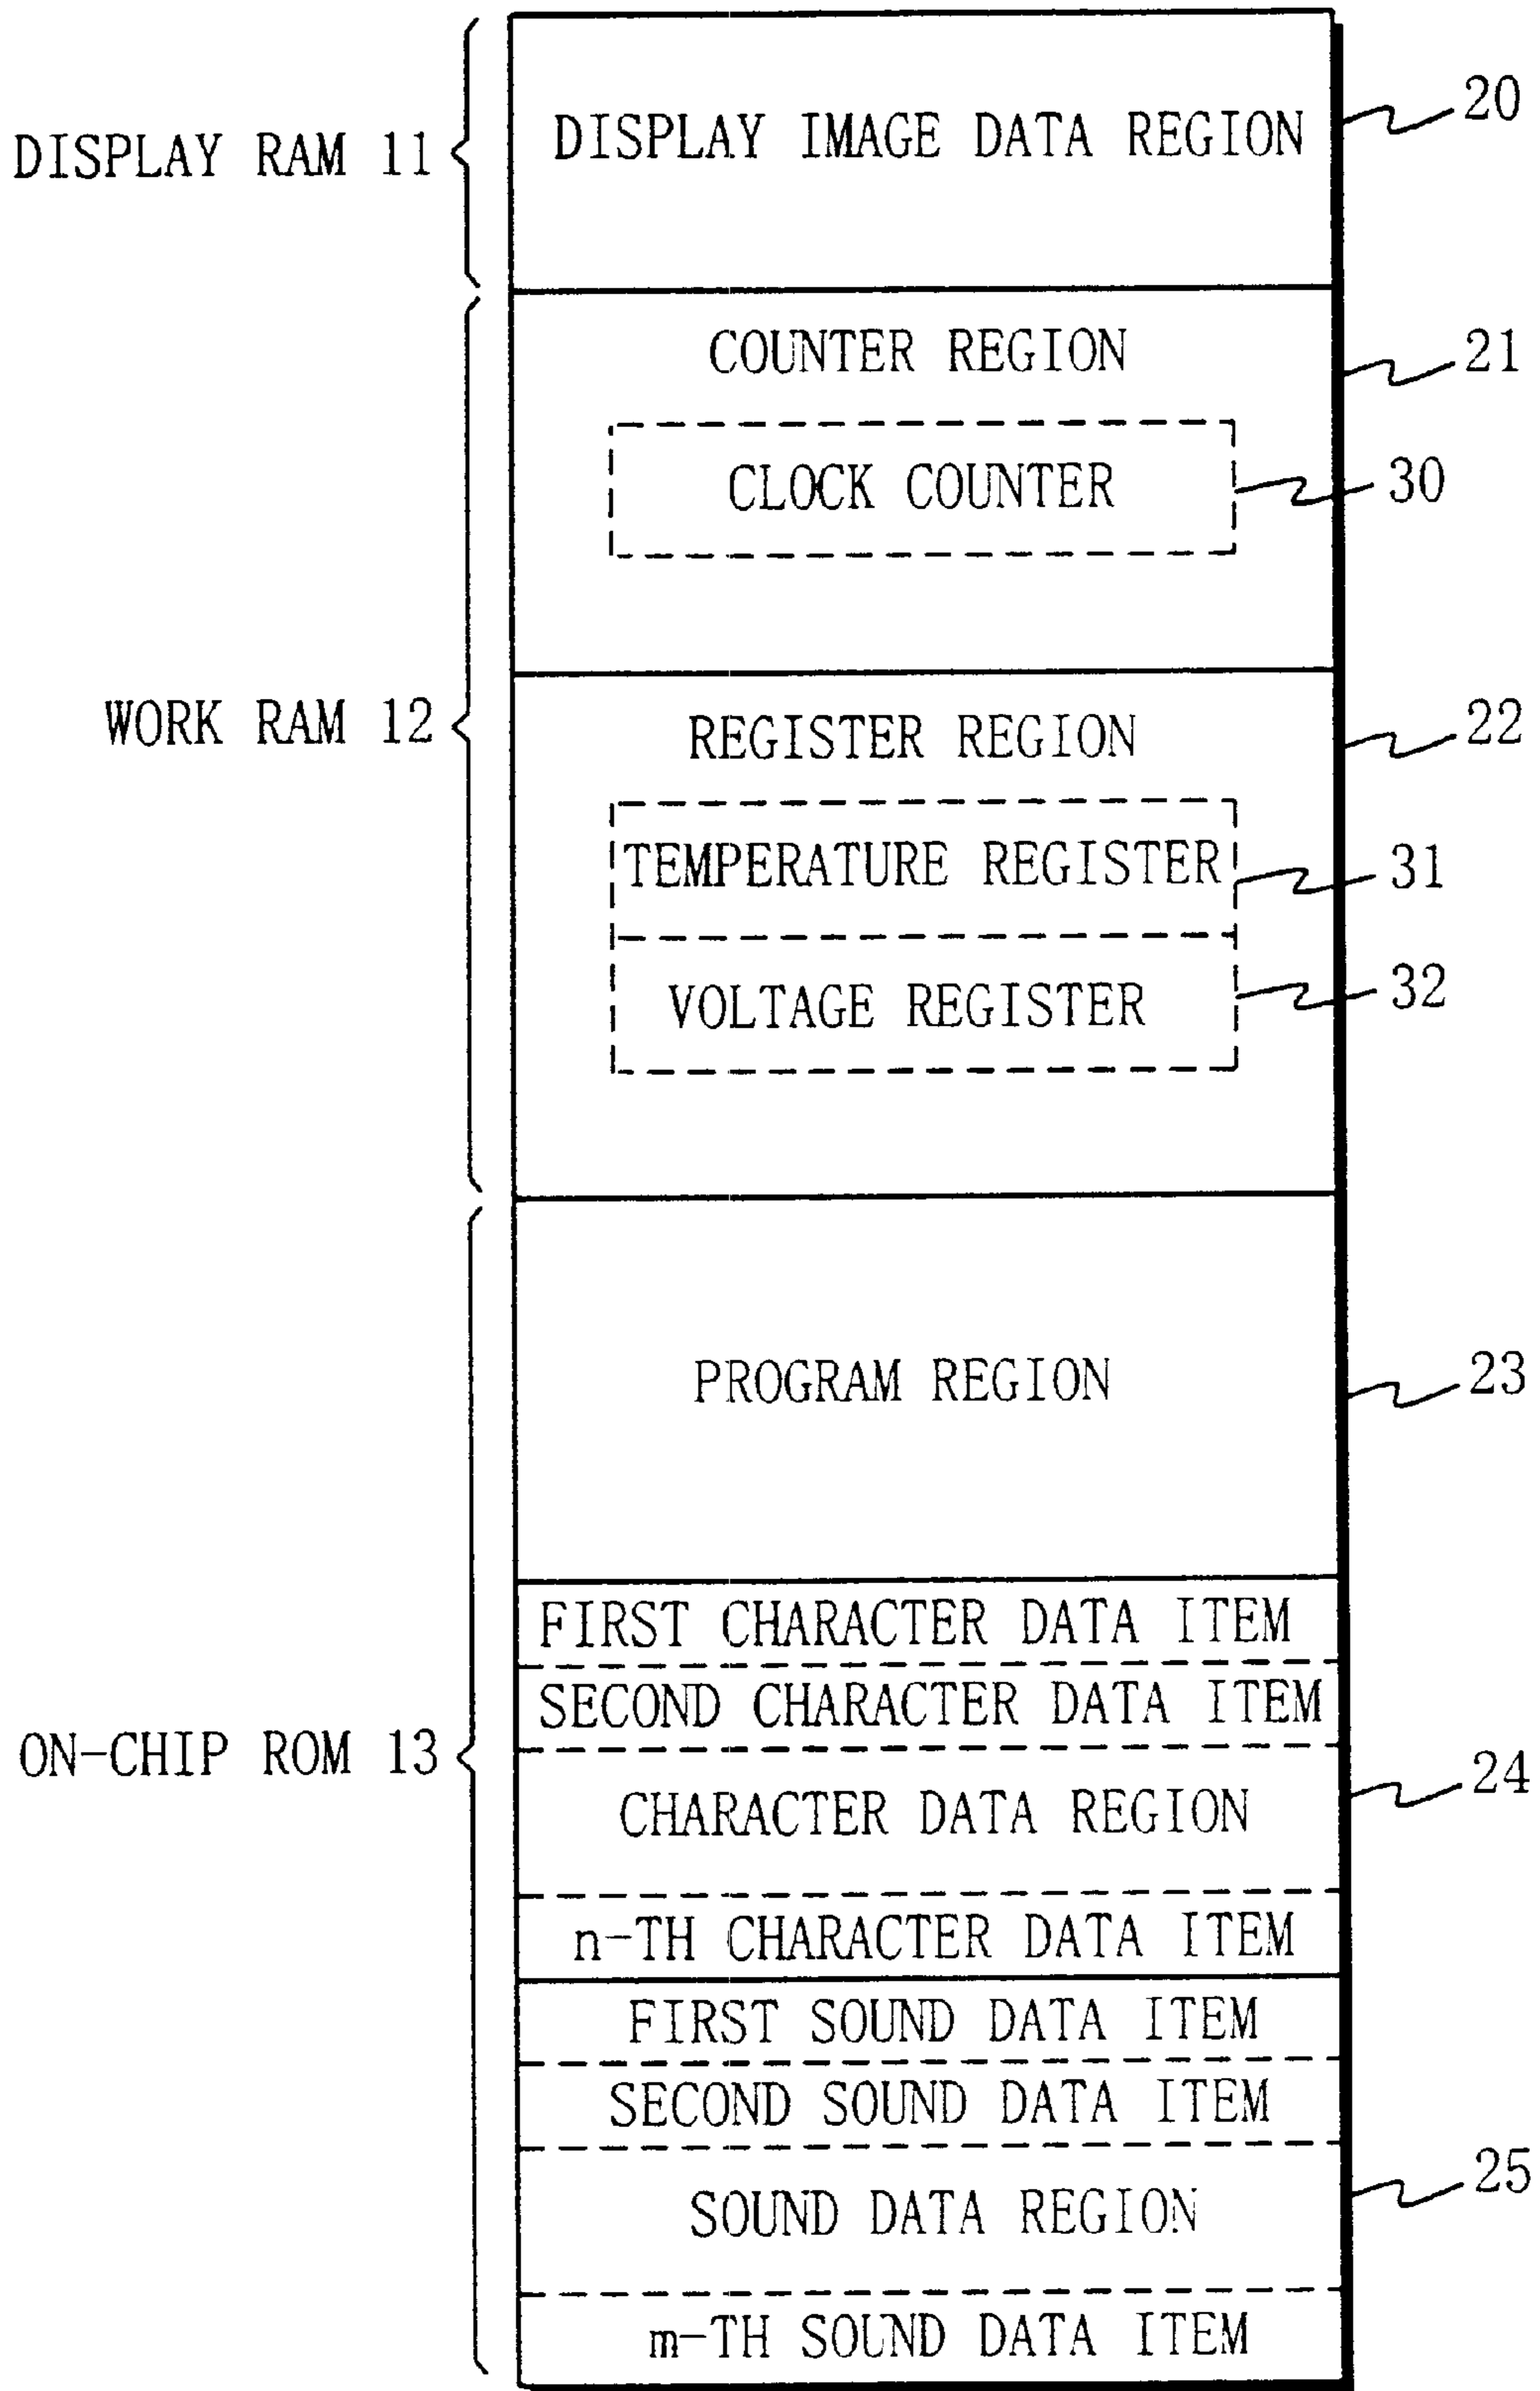 DISPLAY RAM 11
DISPLAY IMAGE DATA REGION
20
COUNTER REGION
21
CLOCK COUNTER
30
WORK RAM 12
REGISTER REGION
22
TEMPERATURE REGISTER
31
VOLTAGE REGISTER
32
PROGRAM REGION
23
ON-CHIP ROM 13
FIRST CHARACTER DATA ITEM
SECOND CHARACTER DATA ITEM
CHARACTER DATA REGION
24
n-TH CHARACTER DATA ITEM
FIRST SOUND DATA ITEM
SECOND SOUND DATA ITEM
SOUND DATA REGION
25
m-TH SOUND DATA ITEM